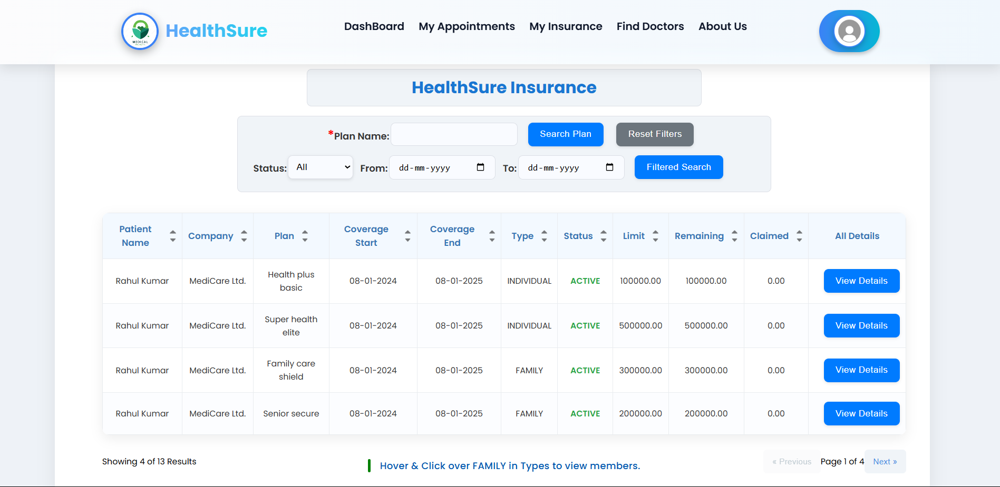 MEDICAL
HealthSure
DashBoard My Appointments My Insurance Find Doctors About Us
HealthSure Insurance
*Plan Name: Search Plan Reset Filters
Status: All From: dd-mm-yyyy To: dd-mm-yyyy Filtered Search
Patient Name Company Plan Coverage Start Coverage End Type Status Limit Remaining Claimed All Details
Rahul Kumar MediCare Ltd. Health plus basic 08-01-2024 08-01-2025 INDIVIDUAL ACTIVE 100000.00 100000.00 0.00 View Details
Rahul Kumar MediCare Ltd. Super health elite 08-01-2024 08-01-2025 INDIVIDUAL ACTIVE 500000.00 500000.00 0.00 View Details
Rahul Kumar MediCare Ltd. Family care shield 08-01-2024 08-01-2025 FAMILY ACTIVE 300000.00 300000.00 0.00 View Details
Rahul Kumar MediCare Ltd. Senior secure 08-01-2024 08-01-2025 FAMILY ACTIVE 200000.00 200000.00 0.00 View Details
Showing 4 of 13 Results
Hover & Click over FAMILY in Types to view members.
« Previous Page 1 of 4 Next »